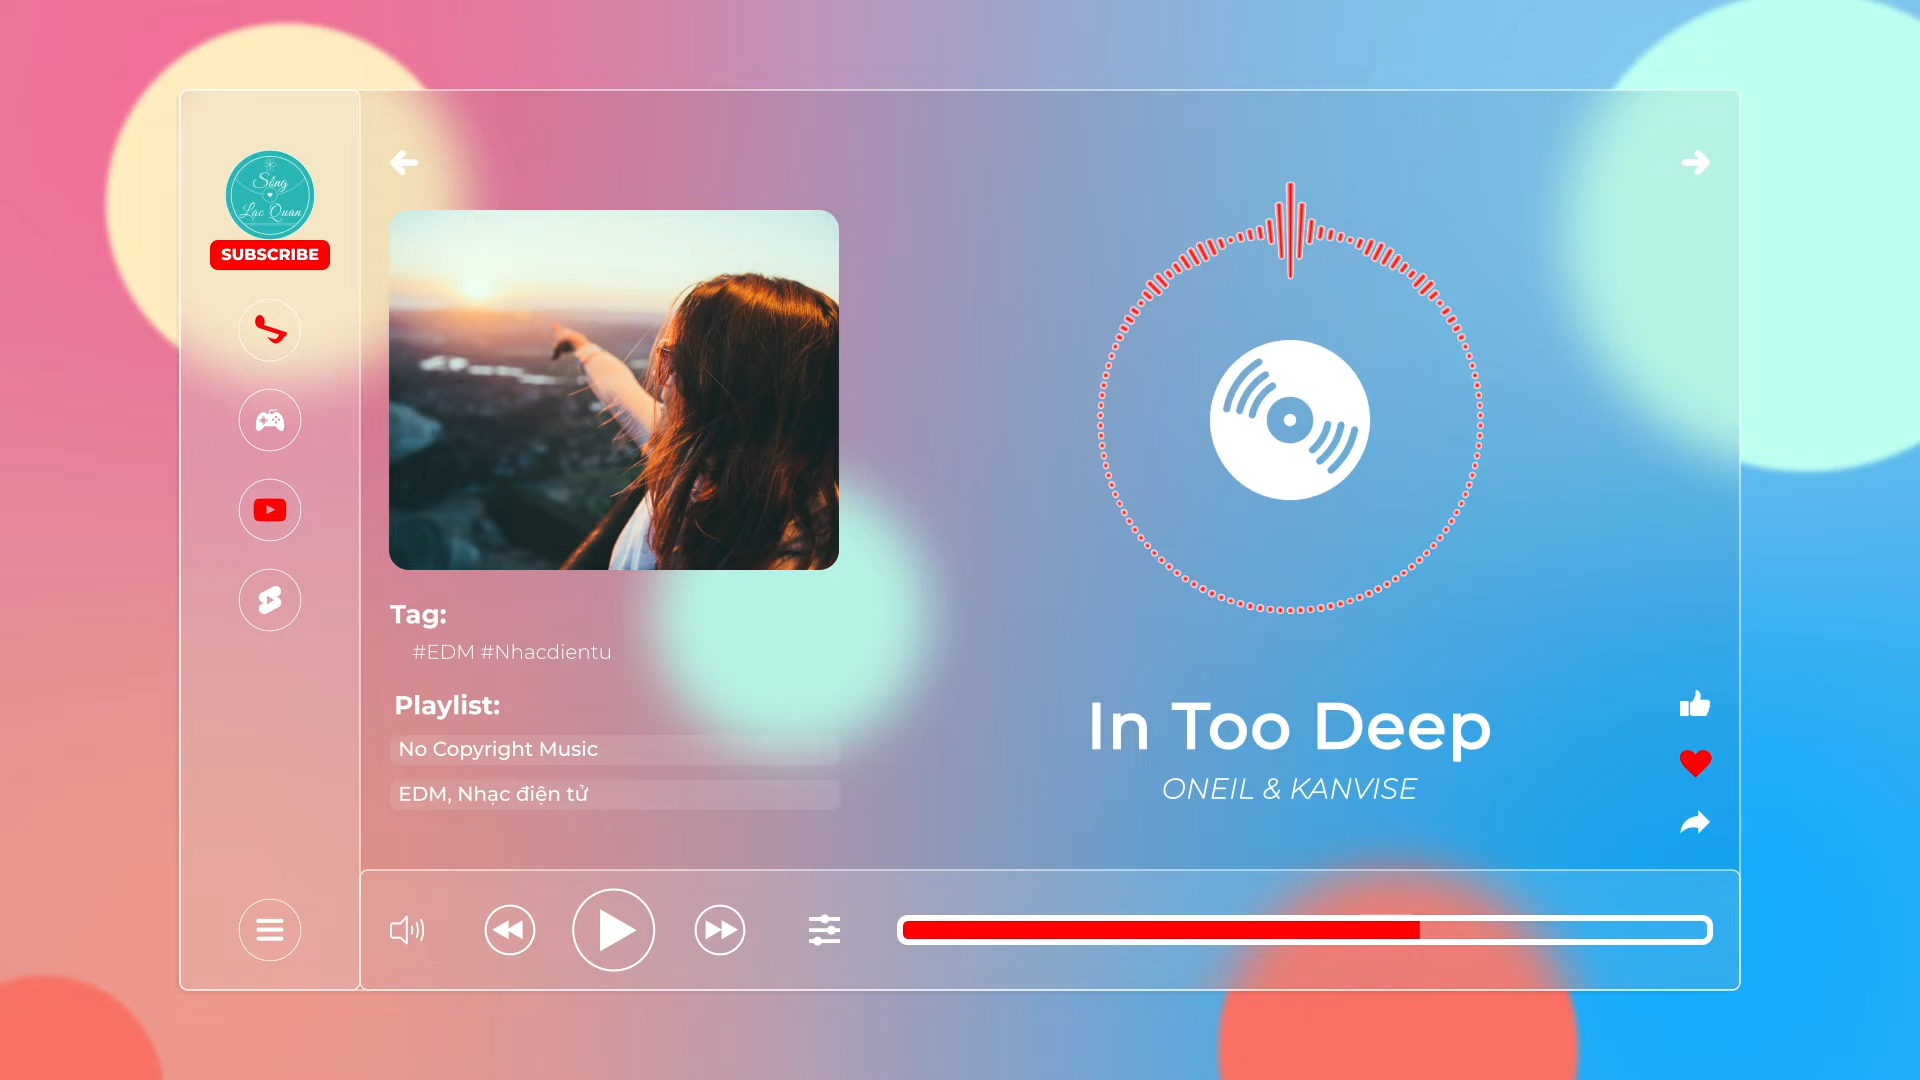 Sống
Lạc Quan
SUBSCRIBE
Tag:
#EDM #Nhacdientu
Playlist:
No Copyright Music
EDM, Nhạc điện tử
In Too Deep
ONEIL & KANVISE